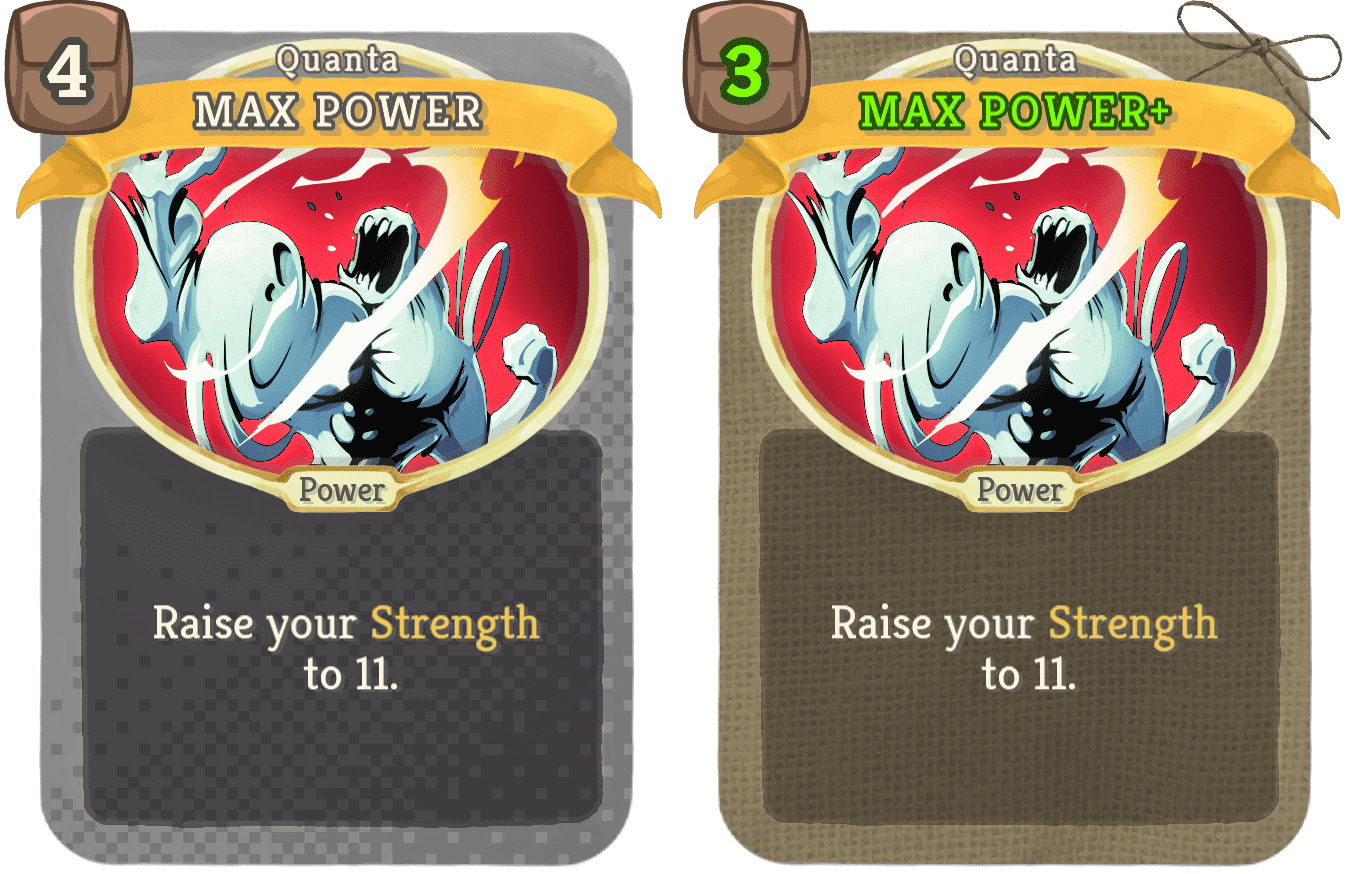 4
Quanta
MAX POWER
Power
Raise your Strength
to 11.
3
Quanta
MAX POWER+
Power
Raise your Strength
to 11.